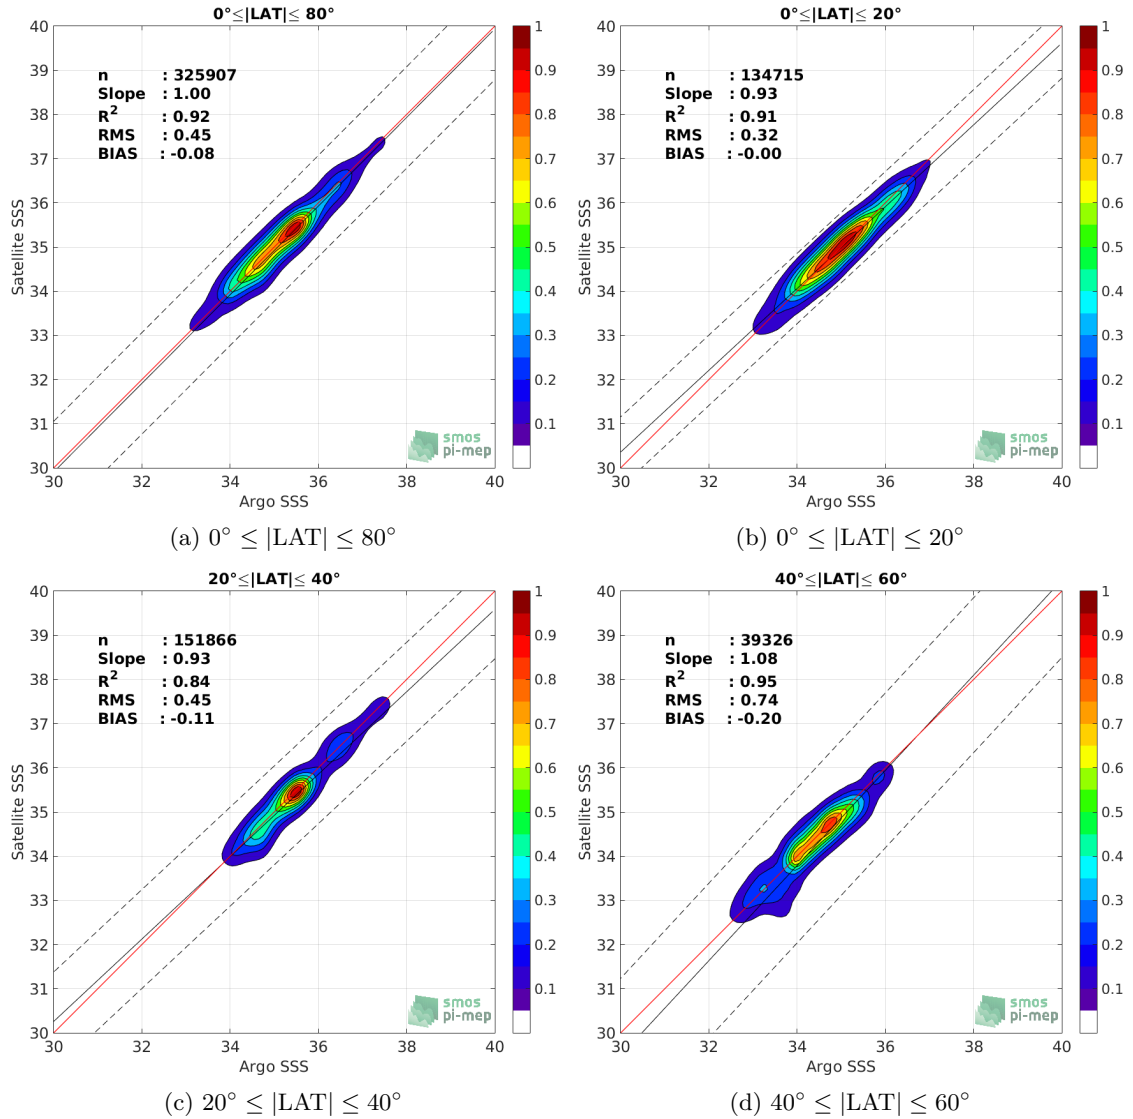 0°≤|LAT|≤ 80°
n : 325907
Slope : 1.00
R2 : 0.92
RMS : 0.45
BIAS : -0.08
40
39
38
37
36
35
34
33
32
31
30
30 32 34 36 38 40
Satellite SSS
Argo SSS
1
0.9
0.8
0.7
0.6
0.5
0.4
0.3
0.2
0.1
smos
pi-mep
(a) 0° ≤ |LAT| ≤ 80°
0°≤|LAT|≤ 20°
n : 134715
Slope : 0.93
R2 : 0.91
RMS : 0.32
BIAS : -0.00
40
39
38
37
36
35
34
33
32
31
30
30 32 34 36 38 40
Satellite SSS
Argo SSS
1
0.9
0.8
0.7
0.6
0.5
0.4
0.3
0.2
0.1
smos
pi-mep
(b) 0° ≤ |LAT| ≤ 20°
20°≤|LAT|≤ 40°
n : 151866
Slope : 0.93
R2 : 0.84
RMS : 0.45
BIAS : -0.11
40
39
38
37
36
35
34
33
32
31
30
30 32 34 36 38 40
Satellite SSS
Argo SSS
1
0.9
0.8
0.7
0.6
0.5
0.4
0.3
0.2
0.1
smos
pi-mep
(c) 20° ≤ |LAT| ≤ 40°
40°≤|LAT|≤ 60°
n : 39326
Slope : 1.08
R2 : 0.95
RMS : 0.74
BIAS : -0.20
40
39
38
37
36
35
34
33
32
31
30
30 32 34 36 38 40
Satellite SSS
Argo SSS
1
0.9
0.8
0.7
0.6
0.5
0.4
0.3
0.2
0.1
smos
pi-mep
(d) 40° ≤ |LAT| ≤ 60°